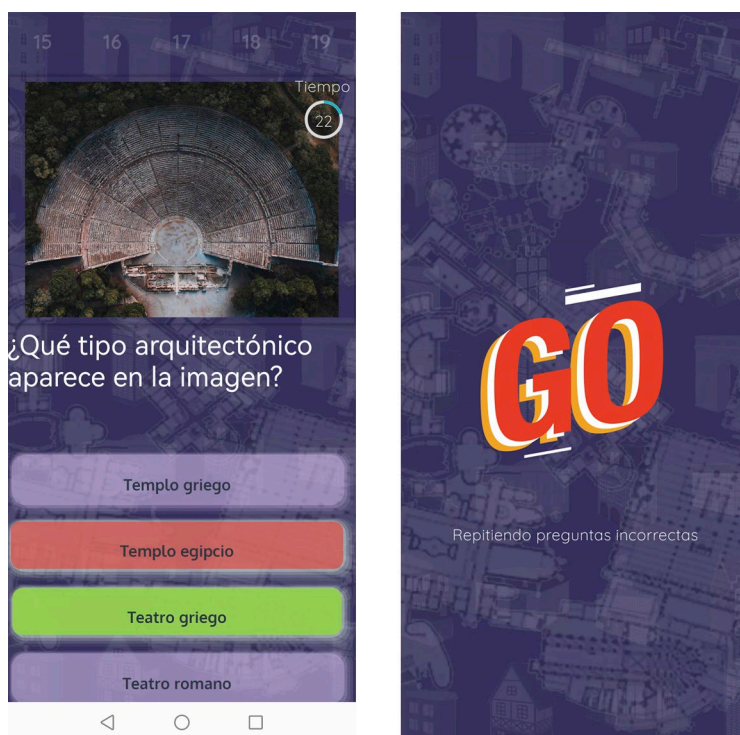 15 16 17 18 19
Tiempo
22
¿Qué tipo arquitectónico
aparece en la imagen?
Templo griego
Templo egipcio
Teatro griego
Teatro romano
GO
Repitiendo preguntas incorrectas